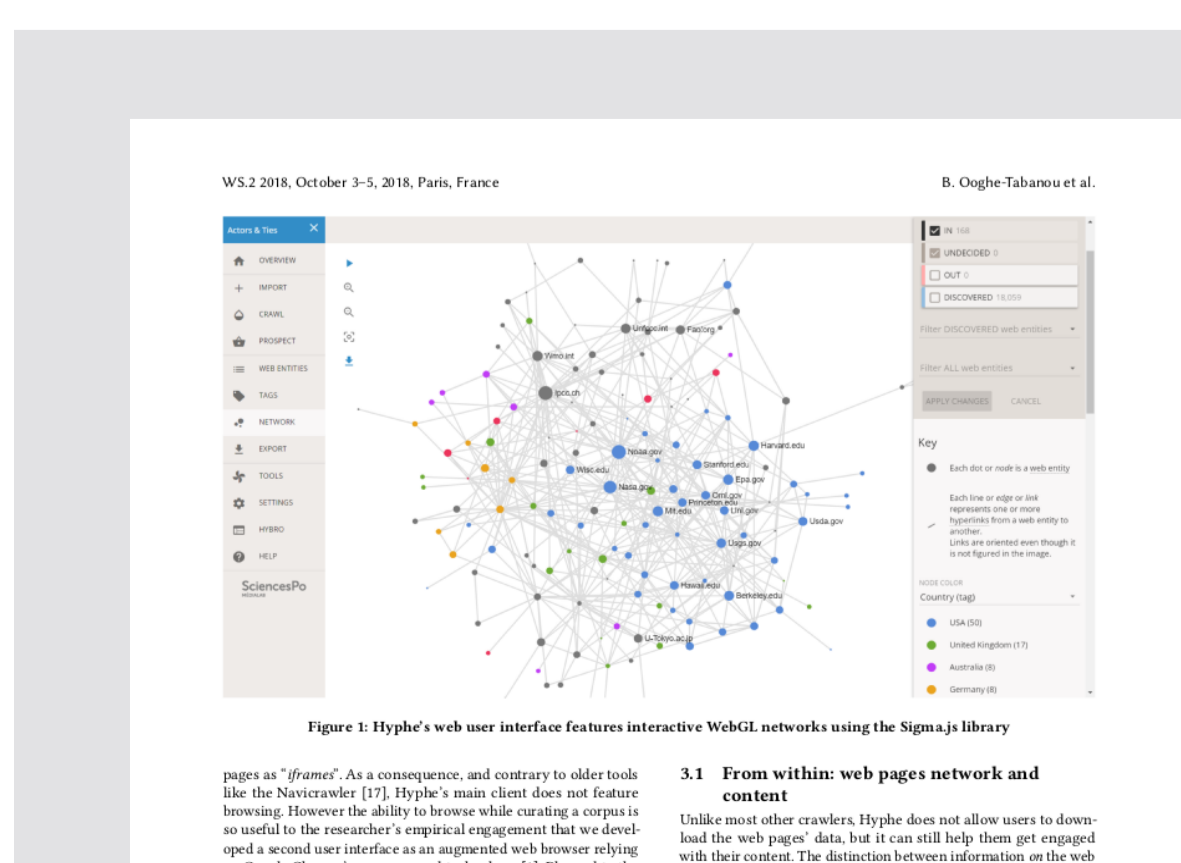 WS.2 2018, October 3–5, 2018, Paris, France
B. Ooghe-Tabanou et al.
Actors & Ties
OVERVIEW
IMPORT
CRAWL
PROSPECT
WEB ENTITIES
TAGS
NETWORK
EXPORT
TOOLS
SETTINGS
HYBRO
HELP
SciencesPo
MÉDIALAB
Unfccc.int
Fao.org
Wmo.int
Ipcc.ch
Harvard.edu
Noaa.gov
Stanford.edu
Wisc.edu
Epa.gov
Nasa.gov
Ornl.gov
Princeton.edu
Mit.edu
Usda.gov
Usgs.gov
Hawaii.edu
Berkeley.edu
U-Tokyo.ac.jp
IN 168
UNDECIDED 0
OUT 0
DISCOVERED 18,059
Filter DISCOVERED web entities
Filter ALL web entities
APPLY CHANGES CANCEL
Key
Each dot or node is a web entity
Each line or edge or link
represents one or more
hyperlinks from a web entity to
another.
Links are oriented even though it
is not figured in the image.
NODE COLOR
Country (tag)
USA (50)
United Kingdom (17)
Australia (8)
Germany (8)
Figure 1: Hyphe's web user interface features interactive WebGL networks using the Sigma.js library
pages as "iframes". As a consequence, and contrary to older tools
like the Navicrawler [17], Hyphe's main client does not feature
browsing. However the ability to browse while curating a corpus is
so useful to the researcher's empirical engagement that we devel-
oped a second user interface as an augmented web browser relying
3.1 From within: web pages network and
content
Unlike most other crawlers, Hyphe does not allow users to down-
load the web pages' data, but it can still help them get engaged
with their content. The distinction between information on the web